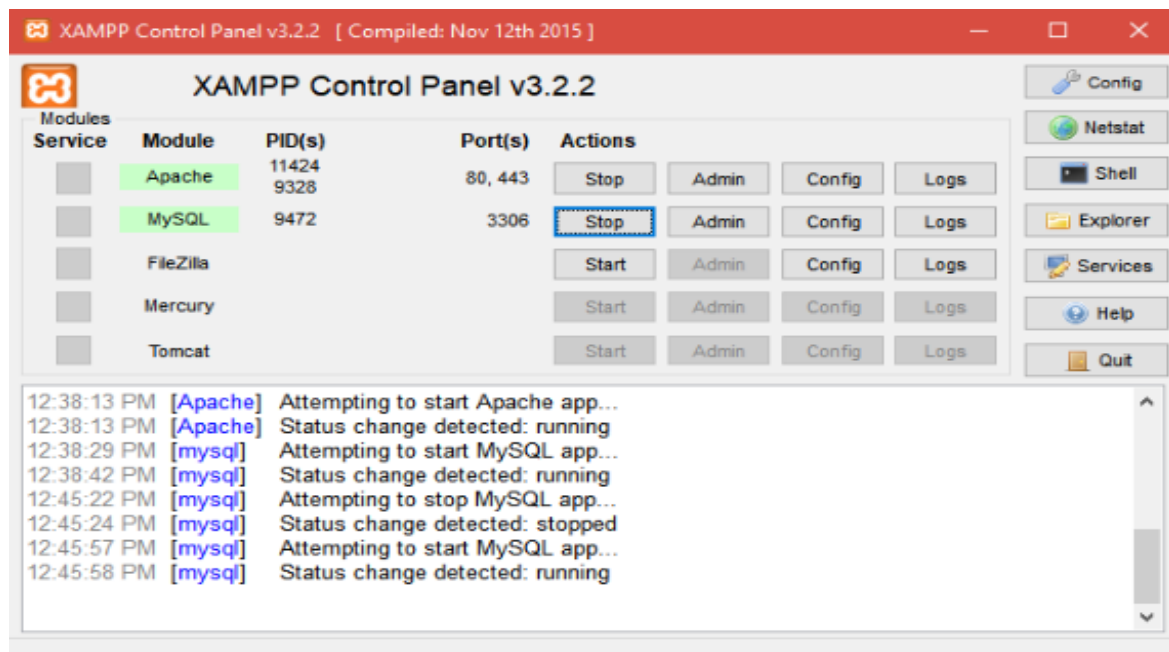 XAMPP Control Panel v3.2.2 [ Compiled: Nov 12th 2015 ]
XAMPP Control Panel v3.2.2
Config
Modules
Service Module PID(s) Port(s) Actions
Netstat
Apache 11424 9328 80, 443 Stop Admin Config Logs
Shell
MySQL 9472 3306 Stop Admin Config Logs
Explorer
FileZilla Start Admin Config Logs
Services
Mercury Start Admin Config Logs
Help
Tomcat Start Admin Config Logs
Quit
12:38:13 PM [Apache] Attempting to start Apache app...
12:38:13 PM [Apache] Status change detected: running
12:38:29 PM [mysql] Attempting to start MySQL app...
12:38:42 PM [mysql] Status change detected: running
12:45:22 PM [mysql] Attempting to stop MySQL app...
12:45:24 PM [mysql] Status change detected: stopped
12:45:57 PM [mysql] Attempting to start MySQL app...
12:45:58 PM [mysql] Status change detected: running